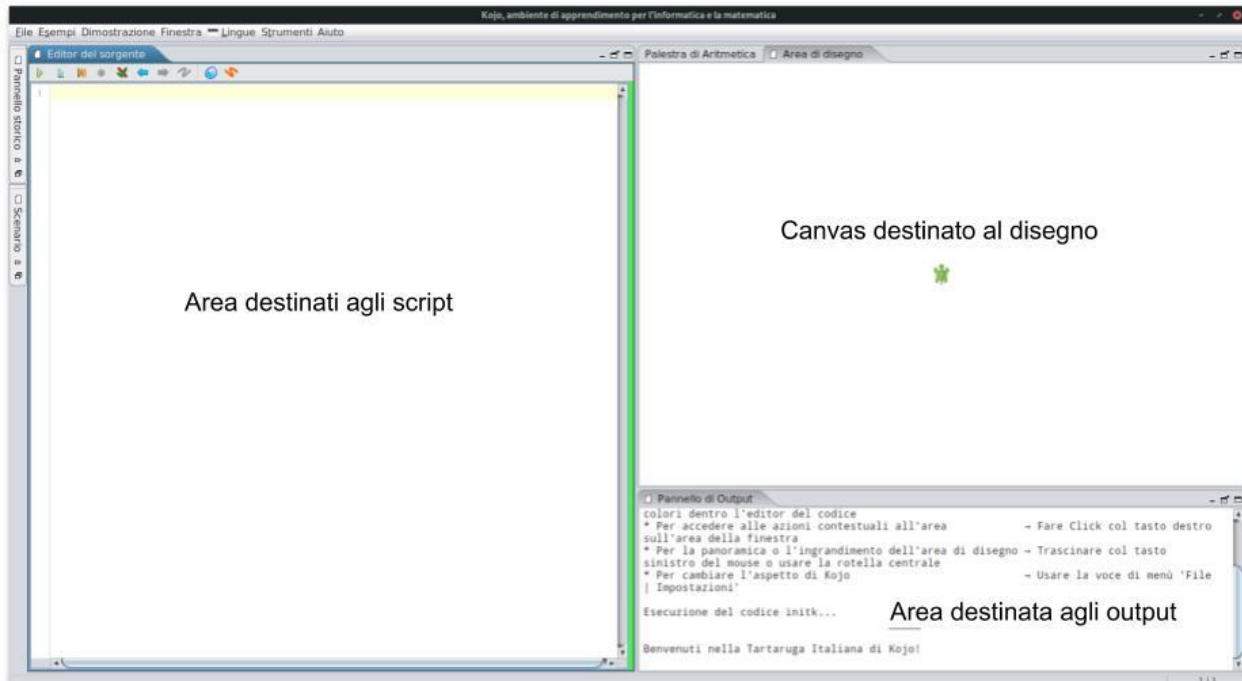 Kojo, ambiente di apprendimento per l'informatica e la matematica
File Esempi Dimostrazione Finestra Lingue Strumenti Aiuto
Pannello storico
Scenario
Editor del sorgente
1
Area destinati agli script
Palestra di Aritmetica Area di disegno
Canvas destinato al disegno
Pannello di Output
colori dentro l'editor del codice
* Per accedere alle azioni contestuali all'area → Fare Click col tasto destro
sull'area della finestra
* Per la panoramica o l'ingrandimento dell'area di disegno → Trascinare col tasto
sinistro del mouse o usare la rotella centrale
* Per cambiare l'aspetto di Kojo → Usare la voce di menù 'File
| Impostazioni'
Esecuzione del codice initk...
Area destinata agli output
Benvenuti nella Tartaruga Italiana di Kojo!